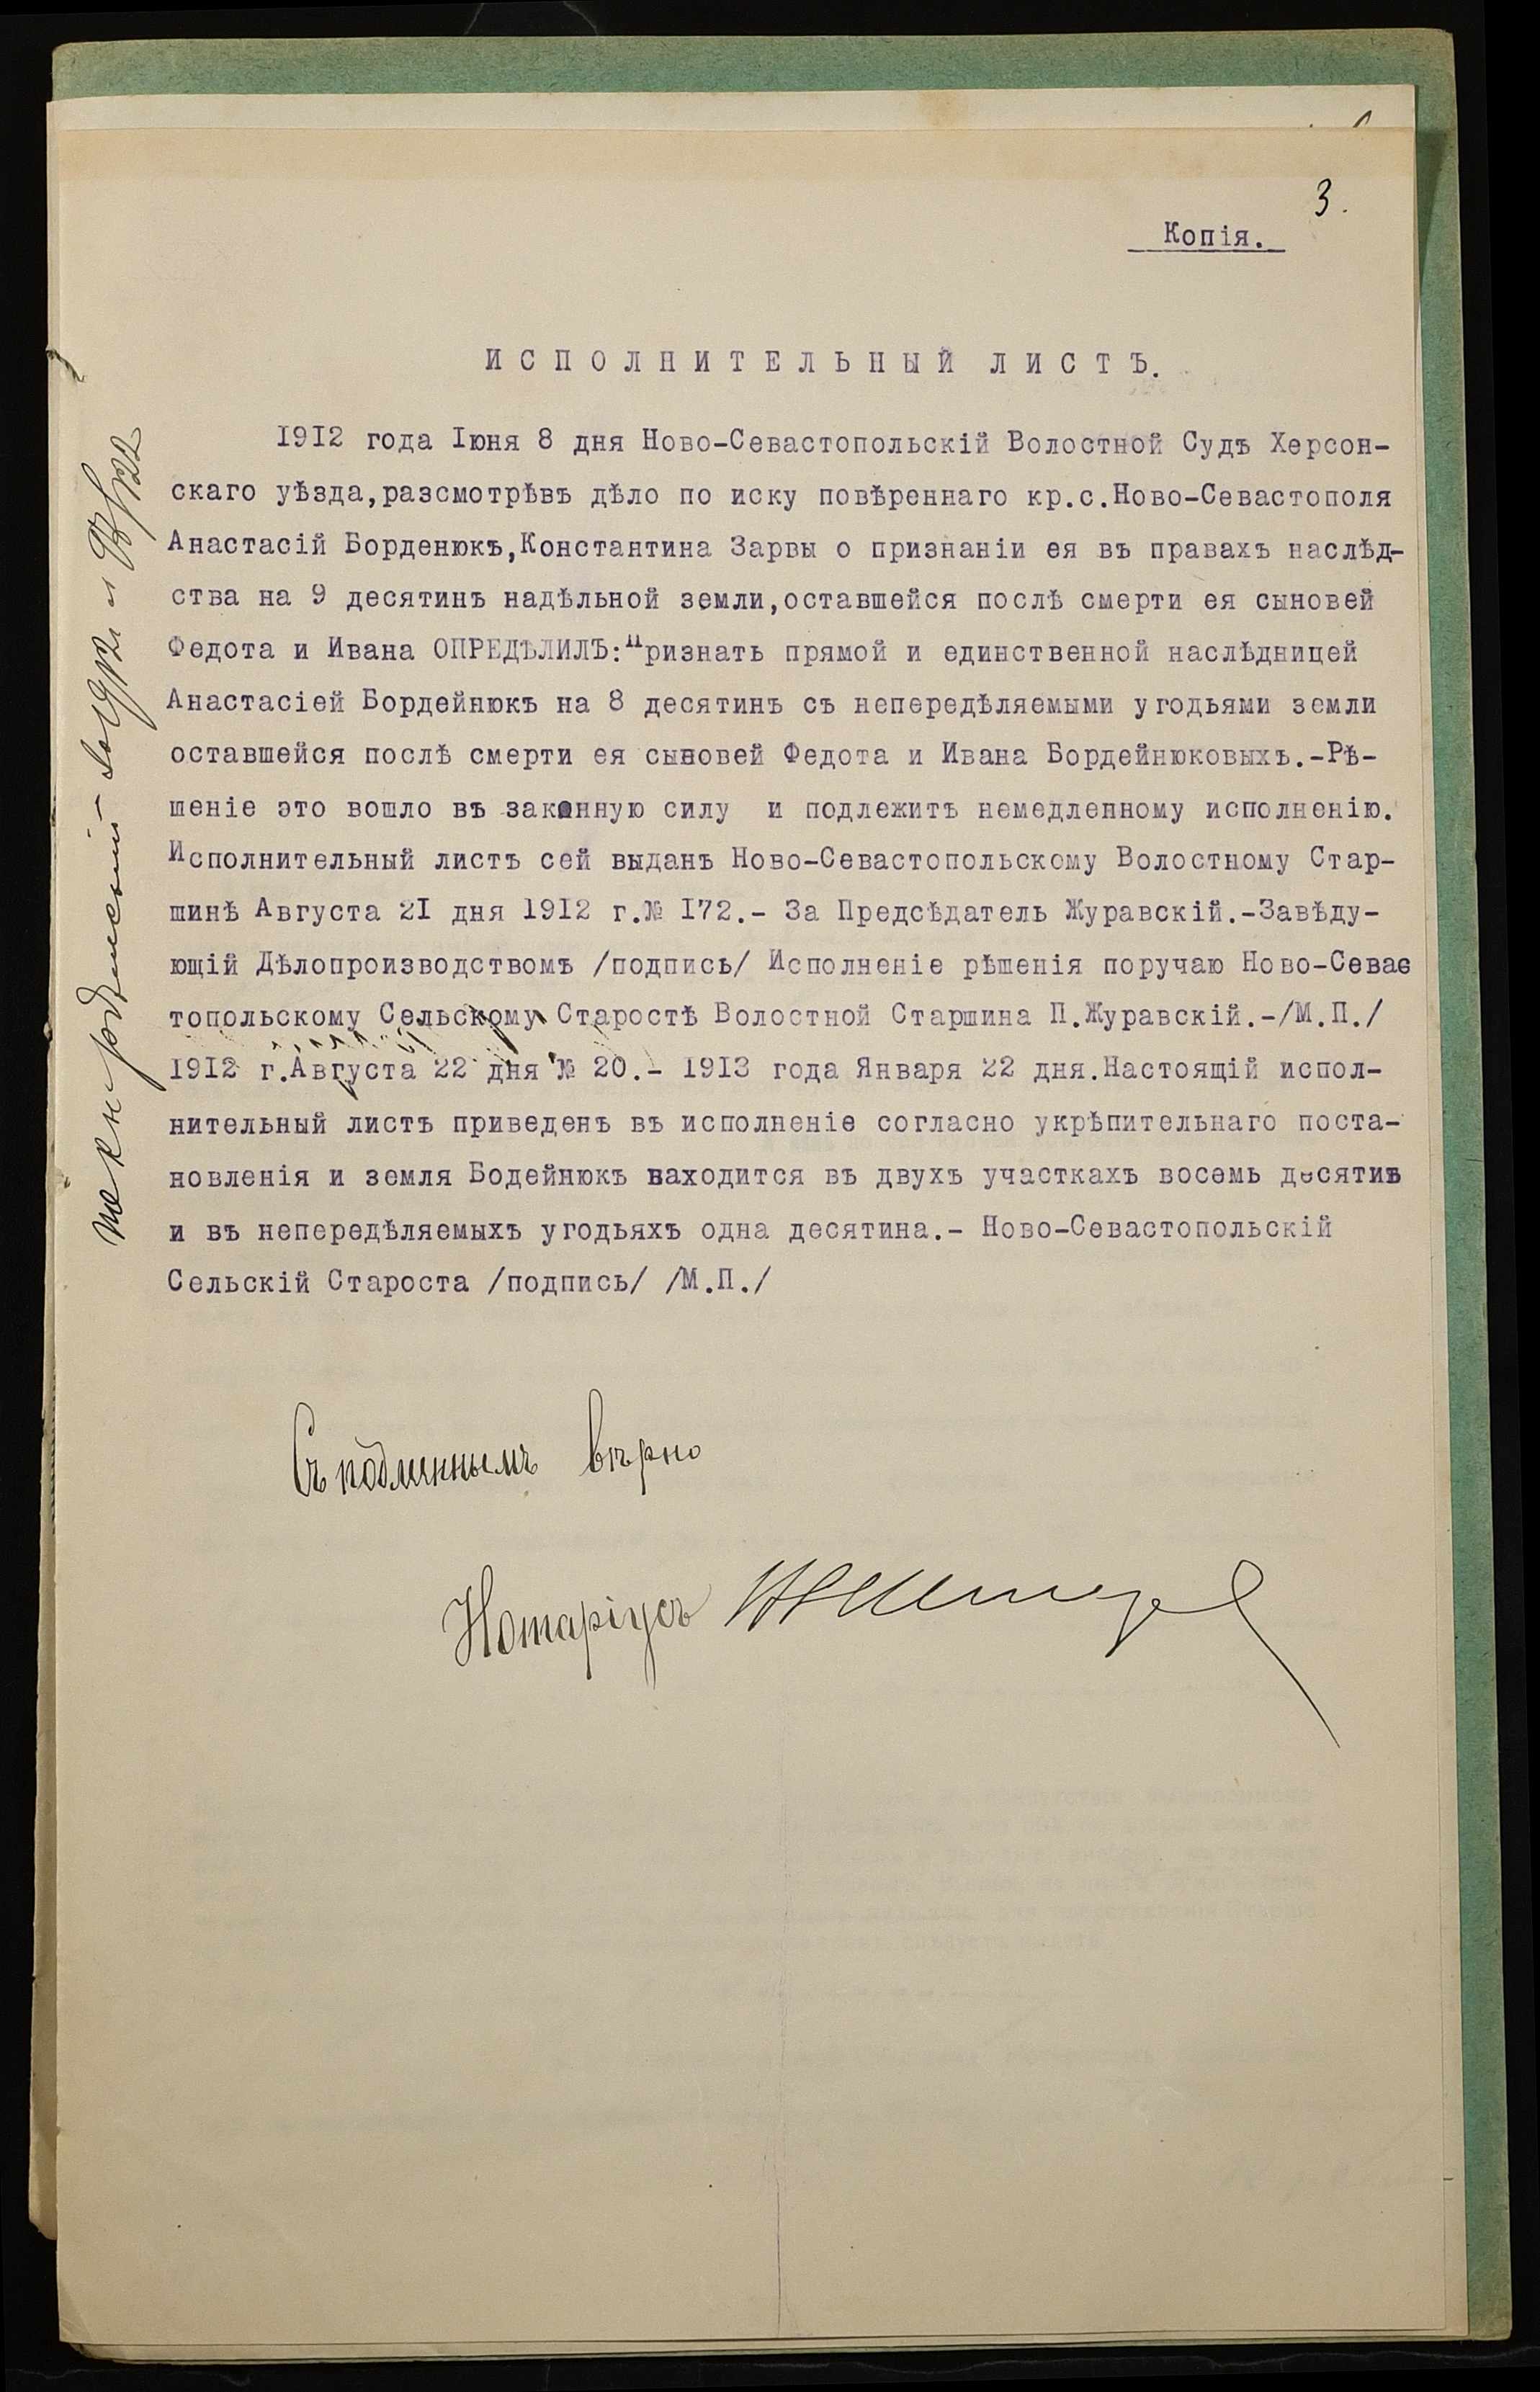 3.
Копія.
ИСПОЛНИТЕЛЬНЫЙ ЛИСТЪ.
1912 года Іюня 8 дня Ново-Севастопольскій Волостной Судъ Херсон-
скаго уѣзда,разсмотрѣвъ дѣло по иску повѣреннаго кр.с.Ново-Севастополя
Анастасій Борденюкъ,Константина Зарвы о признаніи ея въ правахъ наслѣд-
ства на 9 десятинъ надѣльной земли,оставшейся послѣ смерти ея сыновей
Федота и Ивана ОПРЕДѢЛИЛЪ:Признать прямой и единственной наслѣдницей
Анастасіей Бордейнюкъ на 8 десятинъ съ непередѣляемыми угодьями земли
оставшейся послѣ смерти ея сыновей Федота и Ивана Бордейнюковыхъ.-Рѣ-
шеніе это вошло въ законную силу и подлежитъ немедленному исполненію.
Исполнительный листъ сей выданъ Ново-Севастопольскому Волостному Стар-
шинѣ Августа 21 дня 1912 г.№ 172.- За Предсѣдатель Журавскій.-Завѣду-
ющій Дѣлопроизводствомъ /подпись/ Исполненіе рѣшенія поручаю Ново-Севас
топольскому Сельскому Старостѣ Волостной Старшина П.Журавскій.-/М.П./
1912 г.Августа 22 дня № 20.- 1913 года Января 22 дня.Настоящій испол-
нительный листъ приведенъ въ исполненіе согласно укрѣпительнаго поста-
новленія и земля Бодейнюкъ находится въ двухъ участкахъ восемь десятинъ
и въ непередѣляемыхъ угодьяхъ одна десятина.- Ново-Севастопольскій
Сельскій Староста /подпись/ /М.П./
Съ подлиннымъ вѣрно
Нотаріусъ